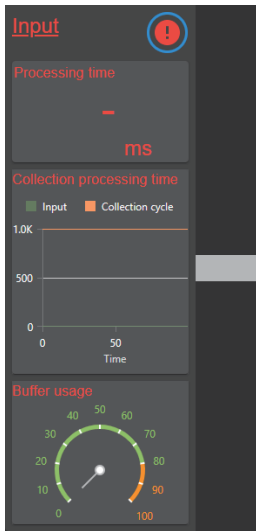 Input
Processing time
-
ms
Collection processing time
Input Collection cycle
1.0K
500
0
0 50
Time
Buffer usage
0 10 20 30 40 50 60 70 80 90 100